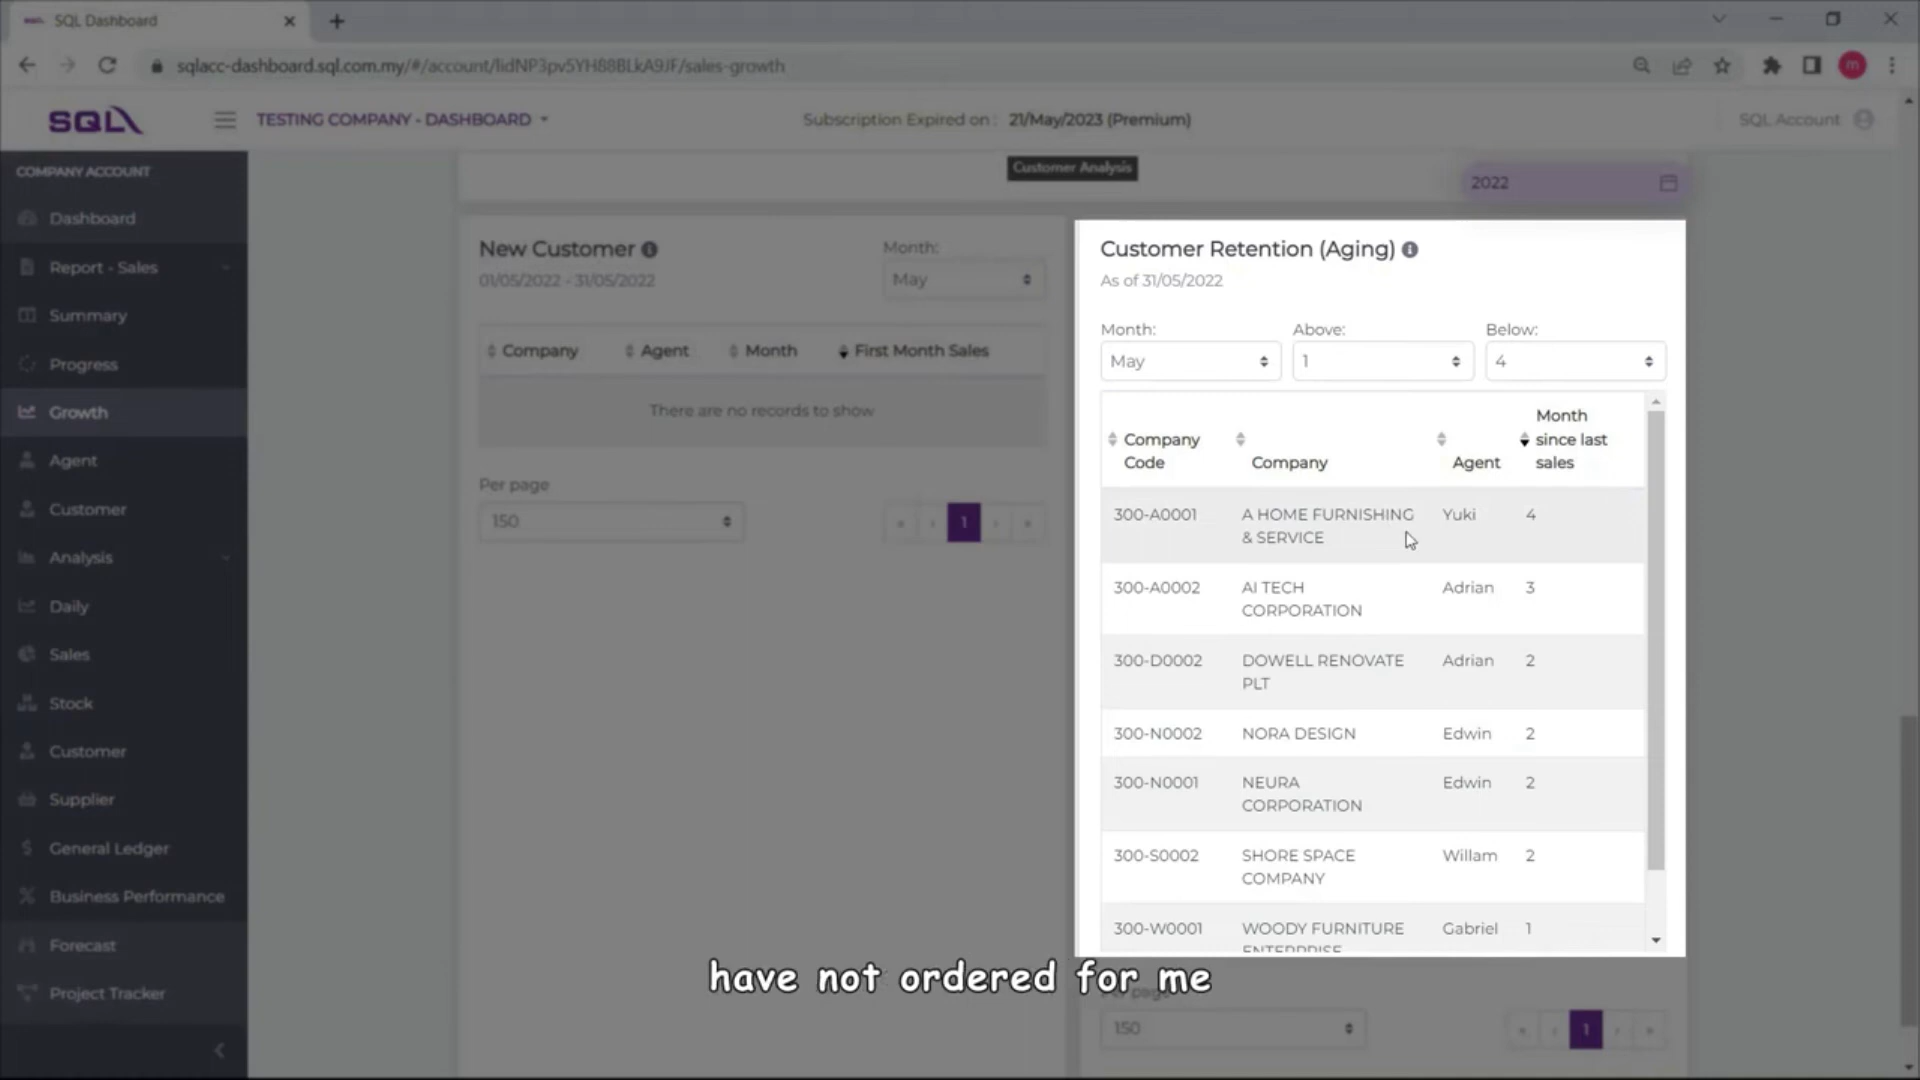 SQL Dashboard
sqlacc-dashboard.sql.com.my/#/account/lidNP3pv5YH88BLkA9JF/sales-growth
m
SQL
TESTING COMPANY - DASHBOARD
Subscription Expired on : 21/May/2023 (Premium)
SQL Account
COMPANY ACCOUNT
Dashboard
Report - Sales
Summary
Progress
Growth
Agent
Customer
Analysis
Daily
Sales
Stock
Customer
Supplier
General Ledger
Business Performance
Forecast
Project Tracker
Customer Analysis
2022
New Customer
01/05/2022 - 31/05/2022
Month:
May
Company Agent Month First Month Sales
There are no records to show
Per page
150
« ‹ 1 › »
Customer Retention (Aging)
As of 31/05/2022
Month: Above: Below:
May 1 4
Company Code Company Agent Month since last sales
300-A0001 A HOME FURNISHING Yuki 4
& SERVICE
300-A0002 AI TECH Adrian 3
CORPORATION
300-D0002 DOWELL RENOVATE Adrian 2
PLT
300-N0002 NORA DESIGN Edwin 2
300-N0001 NEURA Edwin 2
CORPORATION
300-S0002 SHORE SPACE Willam 2
COMPANY
300-W0001 WOODY FURNITURE Gabriel 1
ENTERPRISE
have not ordered for me
Per page
150
« ‹ 1 › »